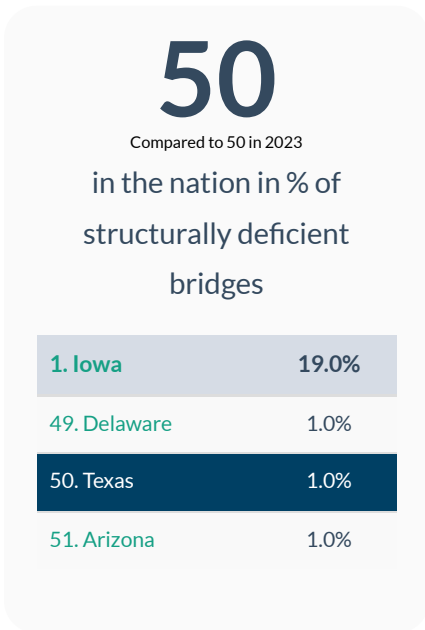 50
Compared to 50 in 2023
in the nation in % of
structurally deficient
bridges
1. Iowa 19.0%
49. Delaware 1.0%
50. Texas 1.0%
51. Arizona 1.0%